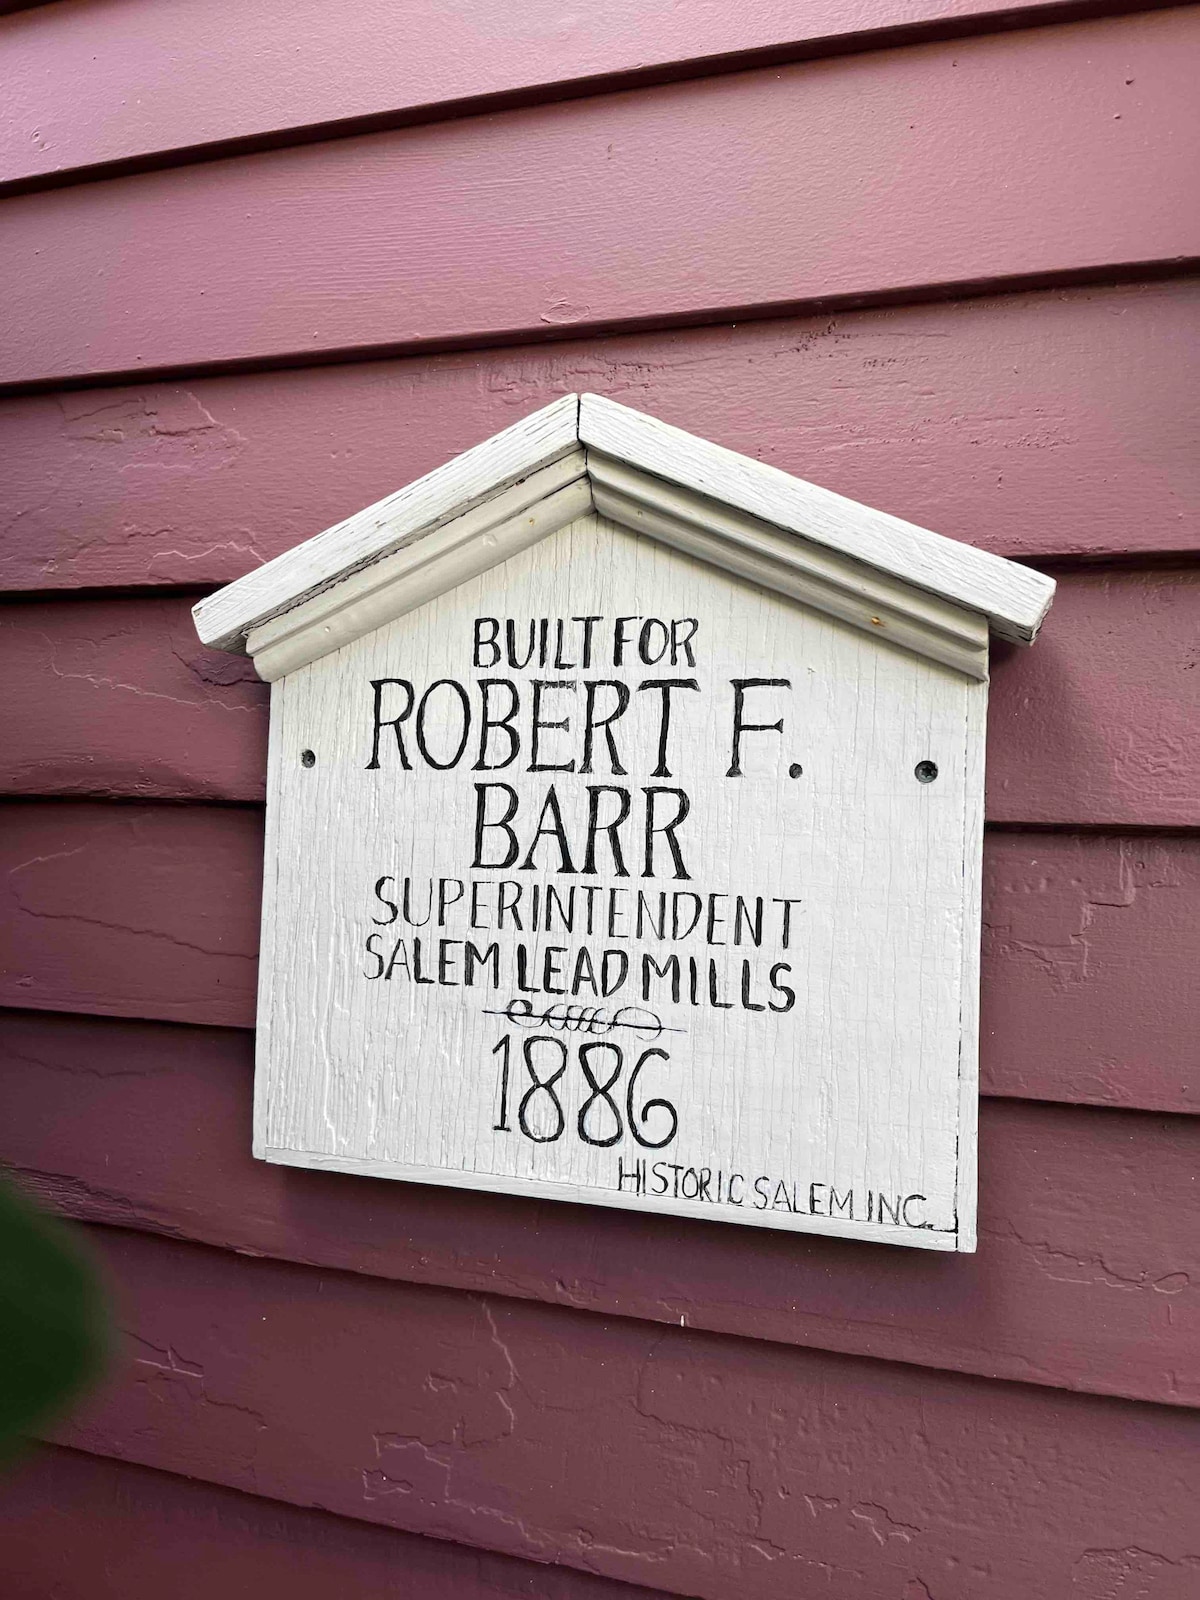 BUILT FOR
ROBERT F.
BARR
SUPERINTENDENT
SALEM LEAD MILLS
1886
HISTORIC SALEM INC.